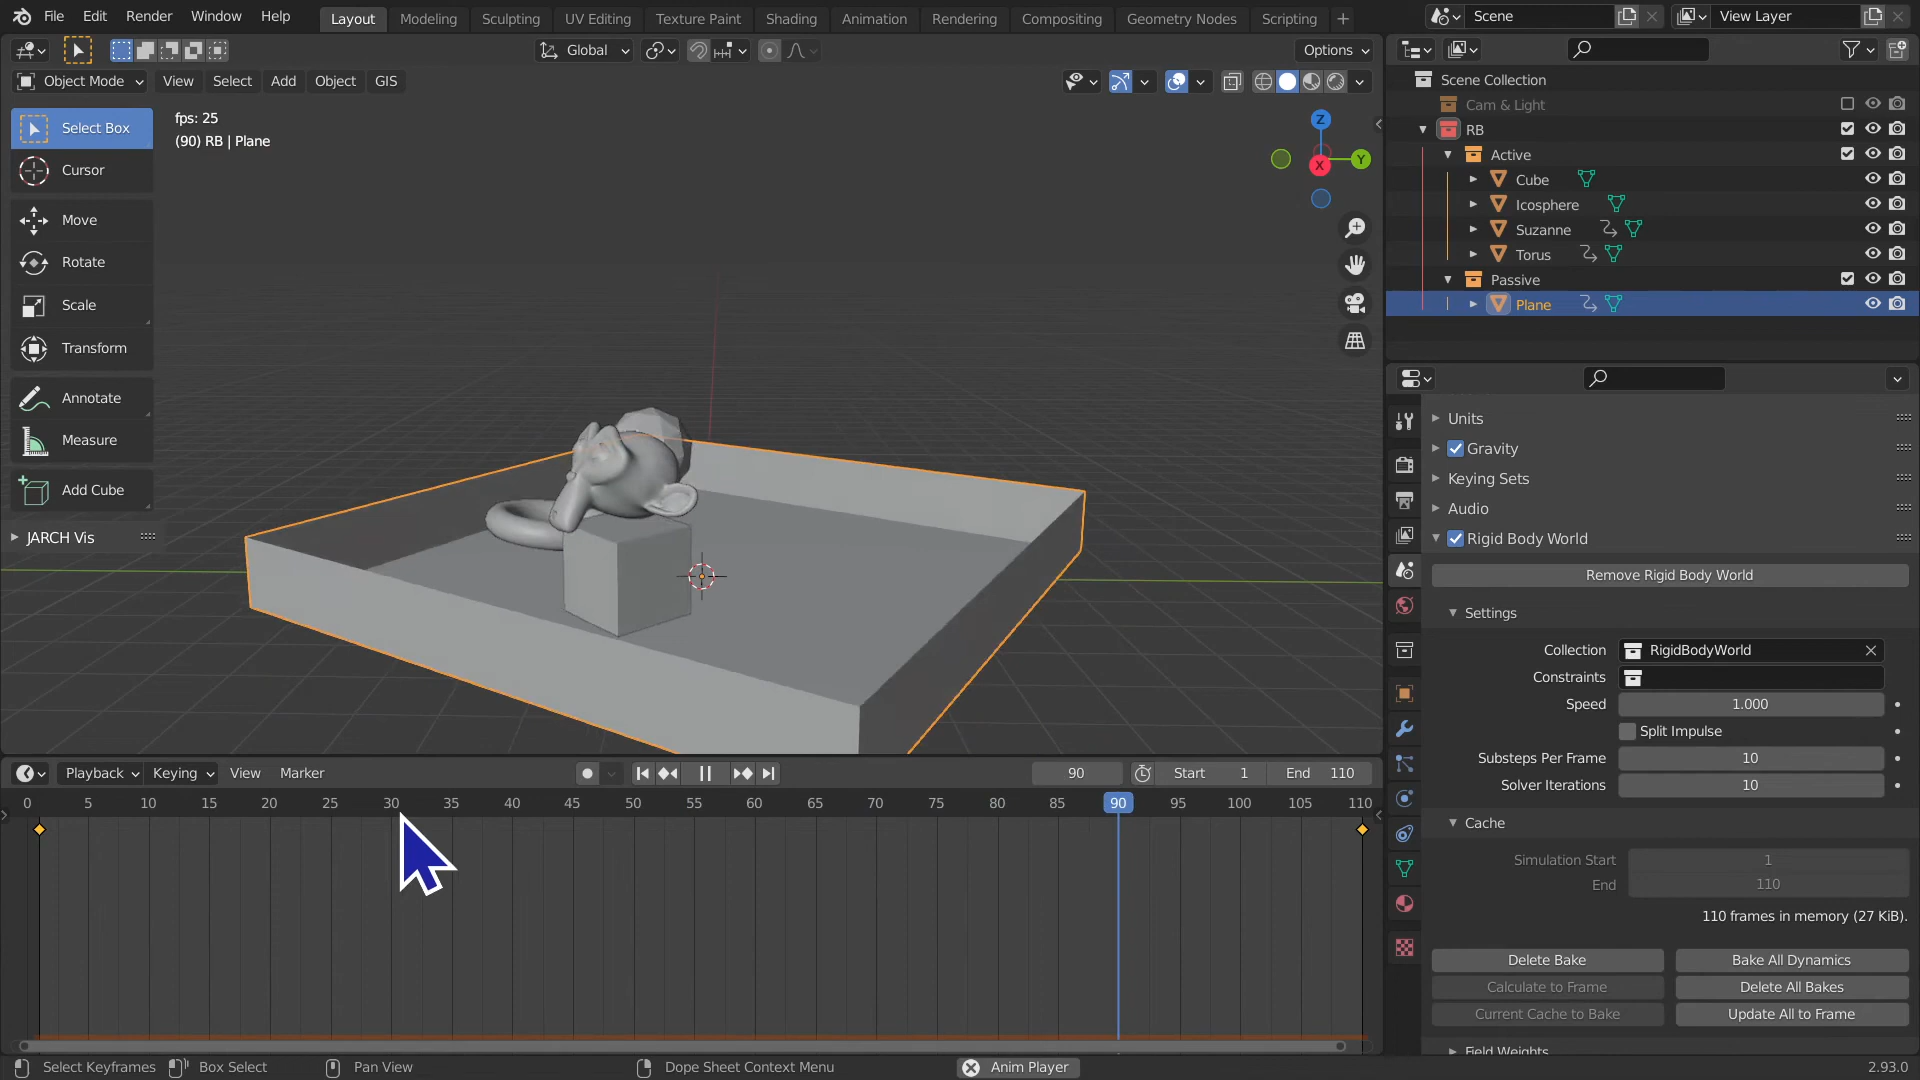 File Edit Render Window Help Layout Modeling Sculpting UV Editing Texture Paint Shading Animation Rendering Compositing Geometry Nodes Scripting + Scene View Layer
Global Options
Object Mode View Select Add Object GIS
Select Box
Cursor
Move
Rotate
Scale
Transform
Annotate
Measure
Add Cube
JARCH Vis
fps: 25
(90) RB | Plane
Z
Y
X
Scene Collection
Cam & Light
RB
Active
Cube
Icosphere
Suzanne
Torus
Passive
Plane
Units
Gravity
Keying Sets
Audio
Rigid Body World
Remove Rigid Body World
Settings
Collection RigidBodyWorld
Constraints
Speed 1.000
Split Impulse
Substeps Per Frame 10
Solver Iterations 10
Cache
Simulation Start 1
End 110
110 frames in memory (27 KiB).
Delete Bake Bake All Dynamics
Calculate to Frame Delete All Bakes
Current Cache to Bake Update All to Frame
Field Weights
Playback Keying View Marker 90 Start 1 End 110
0 5 10 15 20 25 30 35 40 45 50 55 60 65 70 75 80 85 90 95 100 105 110
Select Keyframes Box Select Pan View Dope Sheet Context Menu Anim Player 2.93.0